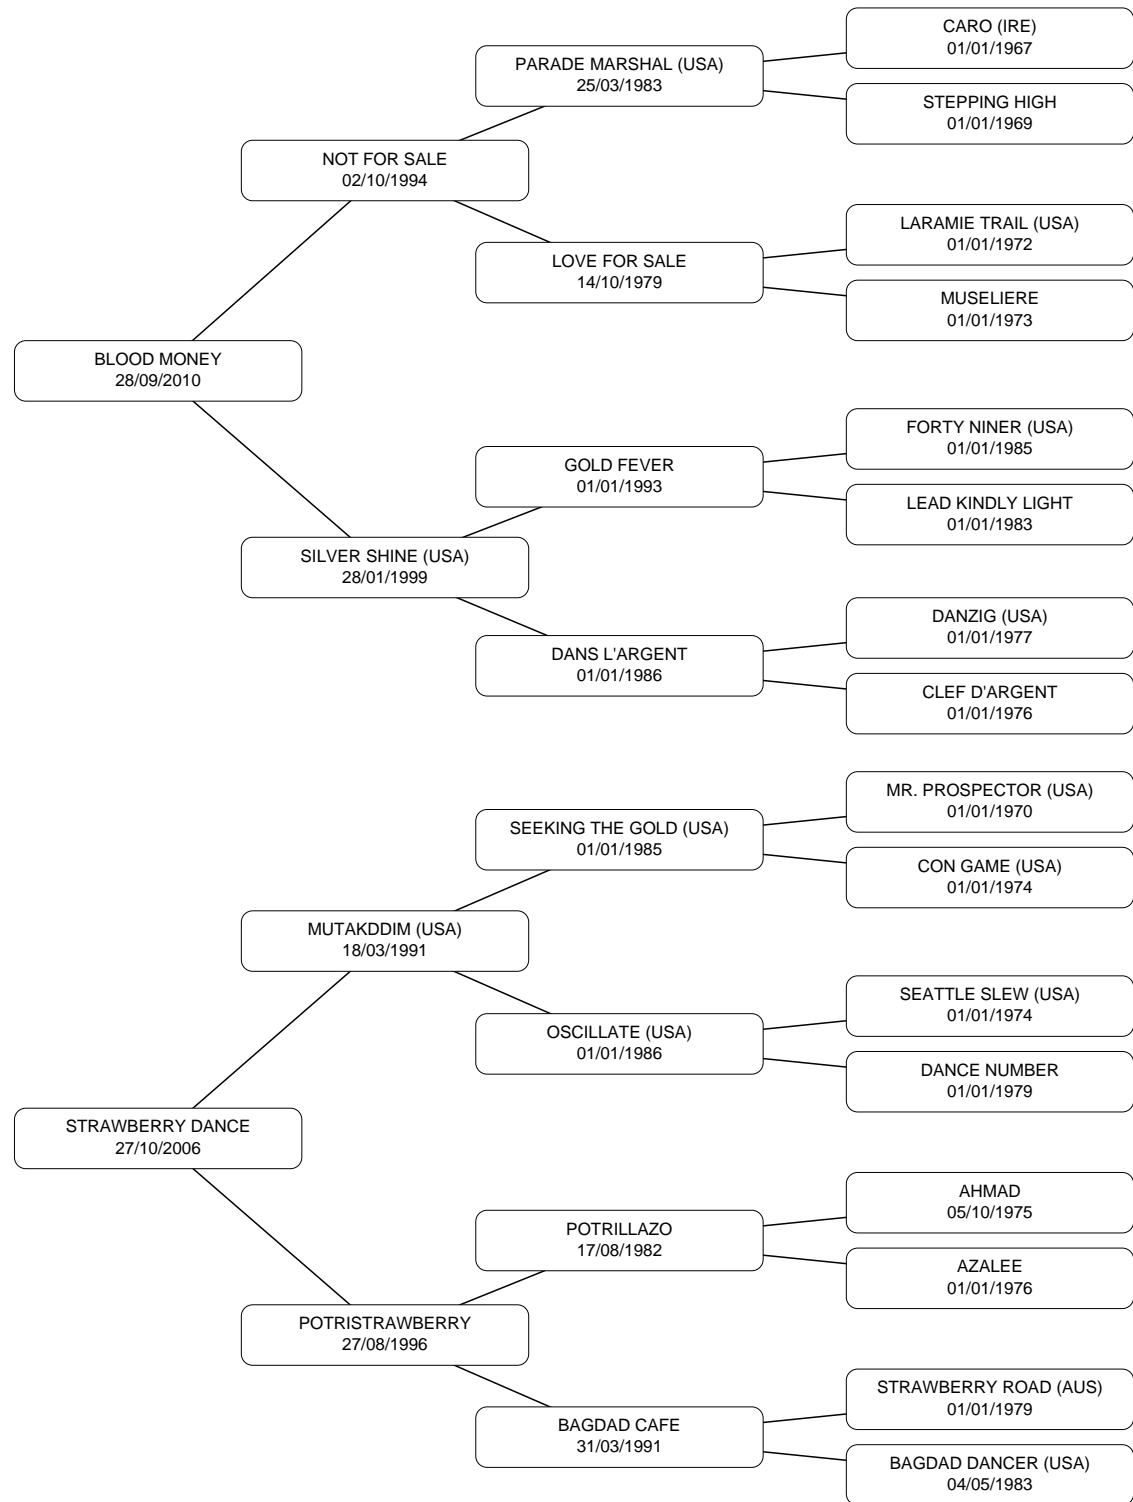 CARO (IRE)
01/01/1967
PARADE MARSHAL (USA)
25/03/1983
STEPPING HIGH
01/01/1969
NOT FOR SALE
02/10/1994
LARAMIE TRAIL (USA)
01/01/1972
LOVE FOR SALE
14/10/1979
MUSELIERE
01/01/1973
BLOOD MONEY
28/09/2010
FORTY NINER (USA)
01/01/1985
GOLD FEVER
01/01/1993
LEAD KINDLY LIGHT
01/01/1983
SILVER SHINE (USA)
28/01/1999
DANZIG (USA)
01/01/1977
DANS L'ARGENT
01/01/1986
CLEF D'ARGENT
01/01/1976
MR. PROSPECTOR (USA)
01/01/1970
SEEKING THE GOLD (USA)
01/01/1985
CON GAME (USA)
01/01/1974
MUTAKDDIM (USA)
18/03/1991
SEATTLE SLEW (USA)
01/01/1974
OSCILLATE (USA)
01/01/1986
DANCE NUMBER
01/01/1979
STRAWBERRY DANCE
27/10/2006
AHMAD
05/10/1975
POTRILLAZO
17/08/1982
AZALEE
01/01/1976
POTRISTRAWBERRY
27/08/1996
STRAWBERRY ROAD (AUS)
01/01/1979
BAGDAD CAFE
31/03/1991
BAGDAD DANCER (USA)
04/05/1983